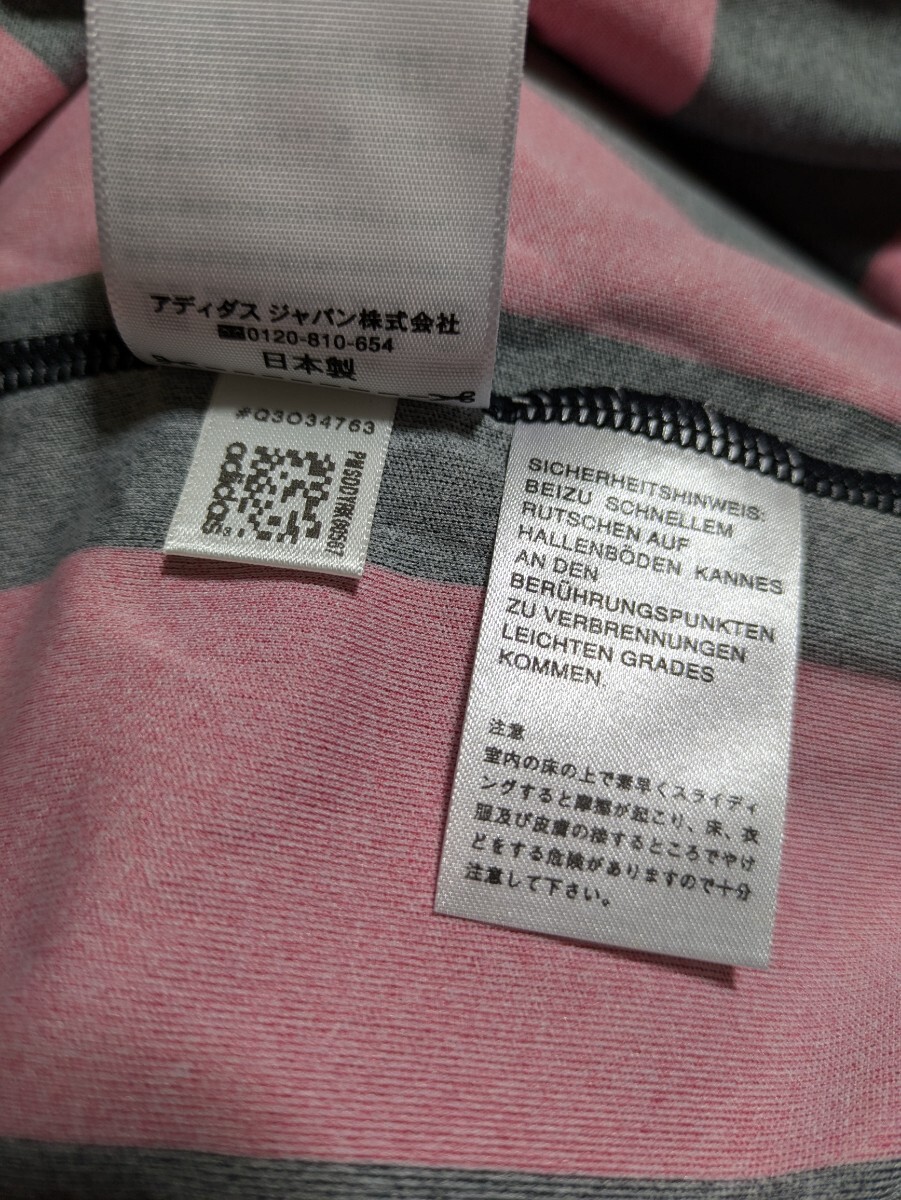 アディダス ジャパン株式会社
0120-810-654
日本製
#Q3O34763
adidas
SICHERHEITSHINWEIS:
BEIZU SCHNELLEM
RUTSCHEN AUF
HALLENBÖDEN KANNES
AN DEN
BERÜHRUNGSPUNKTEN
ZU VERBRENNUNGEN
LEICHTEN GRADES
KOMMEN.
注意
室内の床の上で素早くスライディ
ングすると摩擦が起こり、床、衣
服及び皮膚の接するところでやけ
どをする危険がありますので十分
注意して下さい。